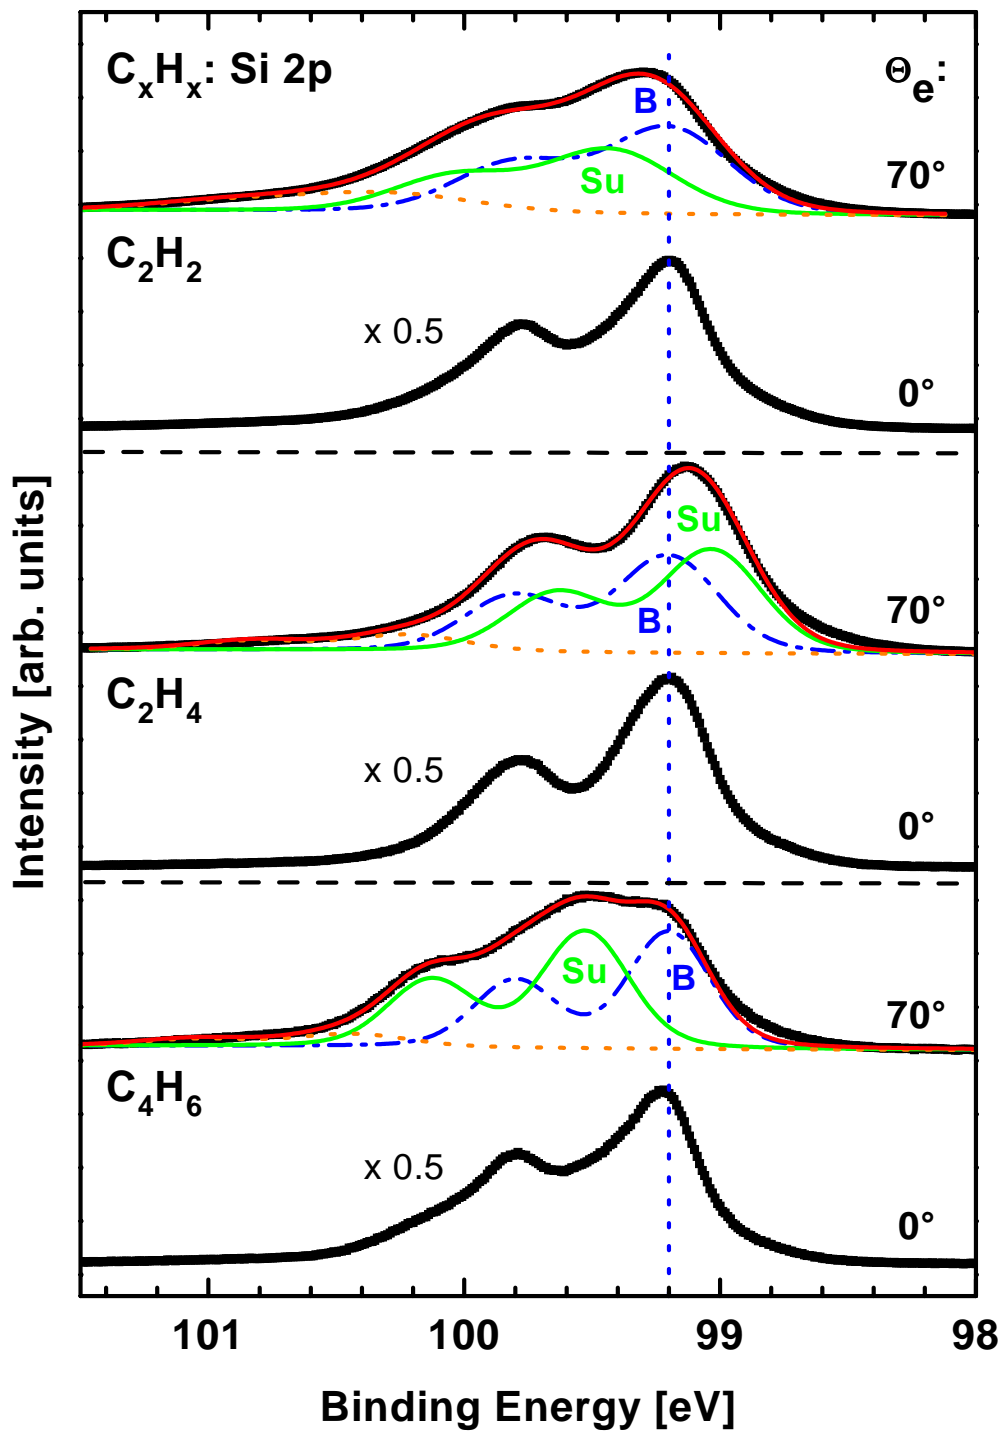 CxHx: Si 2p
Θe:
B
Su
70°
C2H2
x 0.5
0°
Su
B
70°
C2H4
x 0.5
0°
Su
B
70°
C4H6
x 0.5
0°
Intensity [arb. units]
101 100 99 98
Binding Energy [eV]